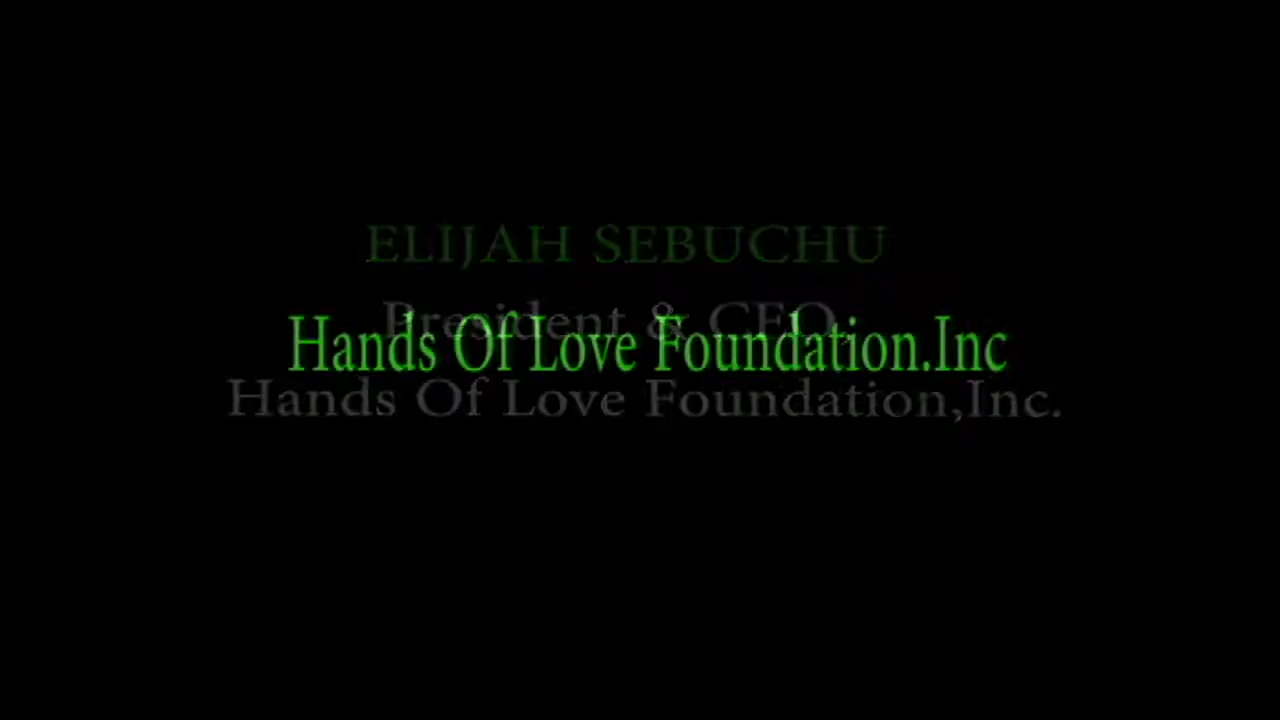 ELIJAH SEBUCHU
President & CEO,
Hands Of Love Foundation.Inc
Hands Of Love Foundation,Inc.